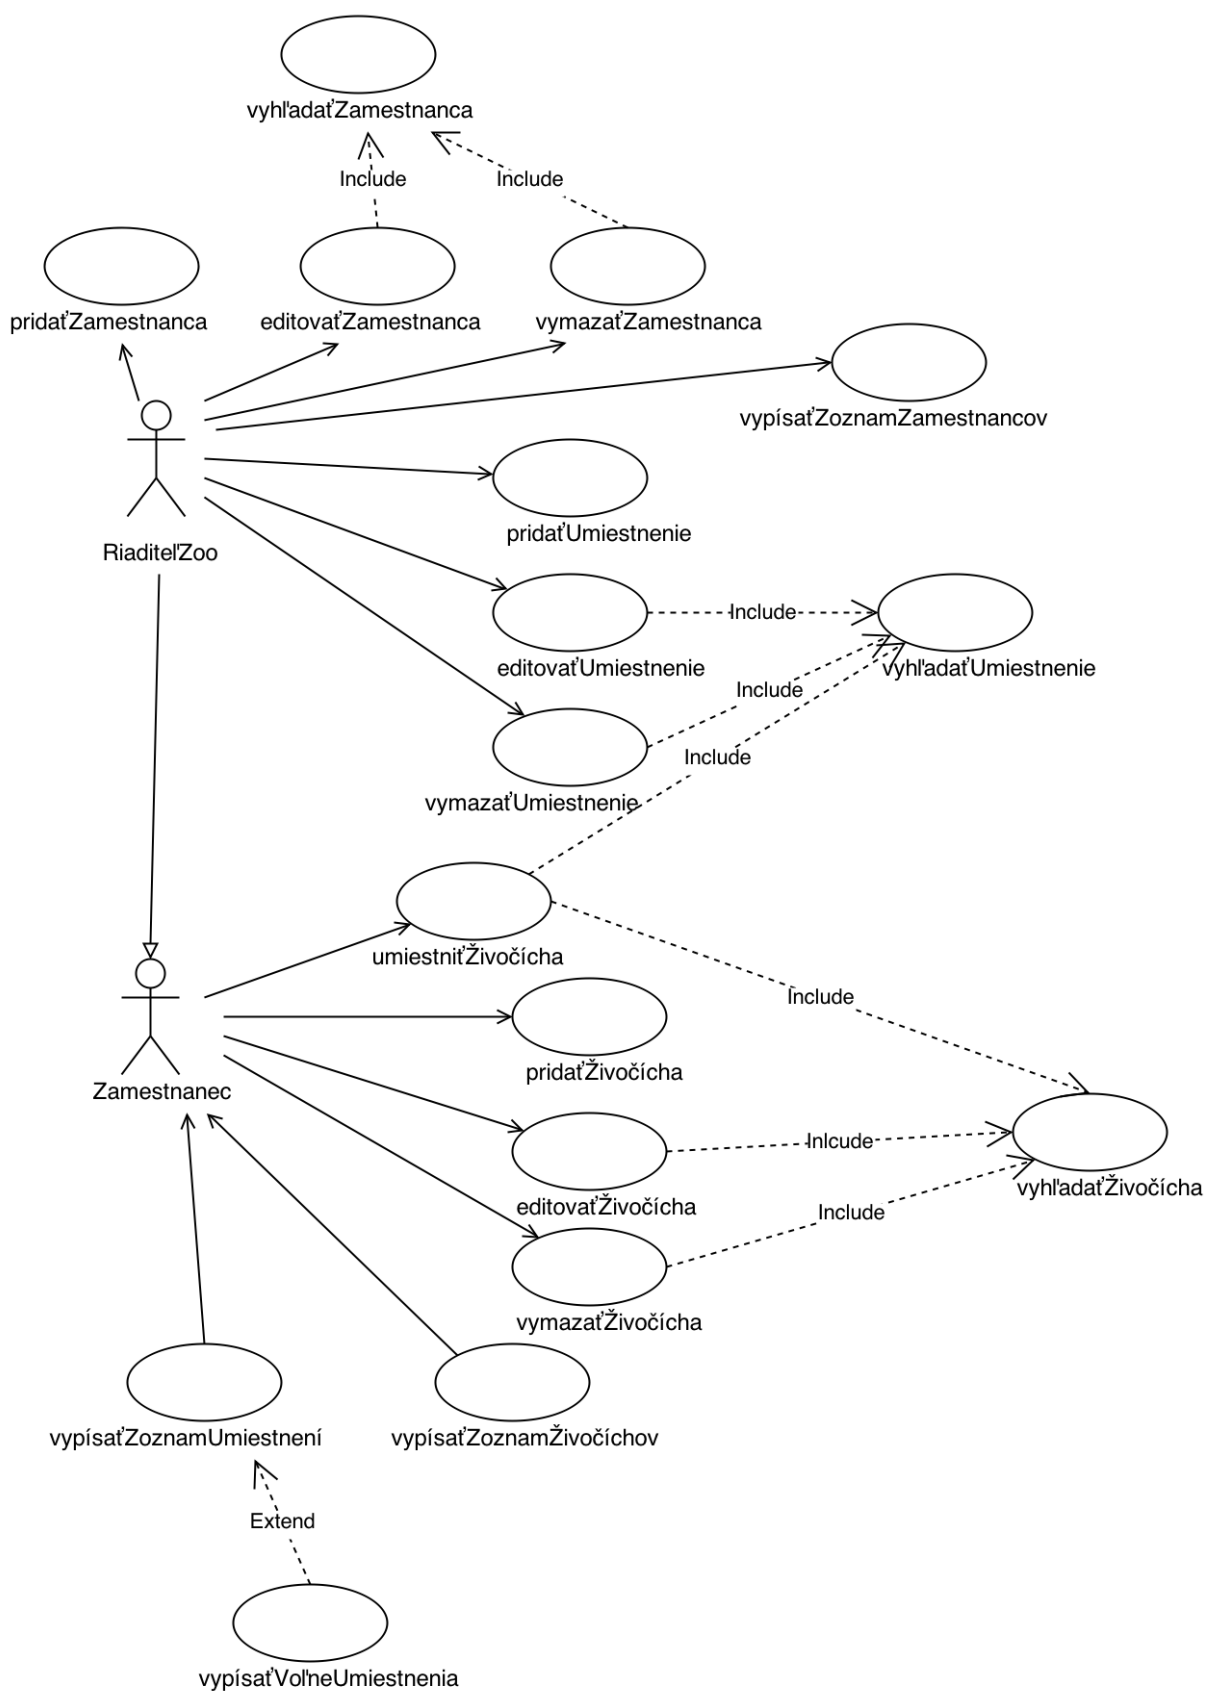 vyhľadaťZamestnanca
Include
Include
pridaťZamestnanca
editovaťZamestnanca
vymazaťZamestnanca
vypísaťZoznamZamestnancov
pridaťUmiestnenie
RiaditeľZoo
Include
editovaťUmiestnenie
vyhľadaťUmiestnenie
Include
Include
vymazaťUmiestnenie
umiestniťŽivočícha
Include
pridaťŽivočícha
Zamestnanec
Inlcude
vyhľadaťŽivočícha
editovaťŽivočícha
Include
vymazaťŽivočícha
vypísaťZoznamUmiestnení
vypísaťZoznamŽivočíchov
Extend
vypísaťVoľneUmiestnenia